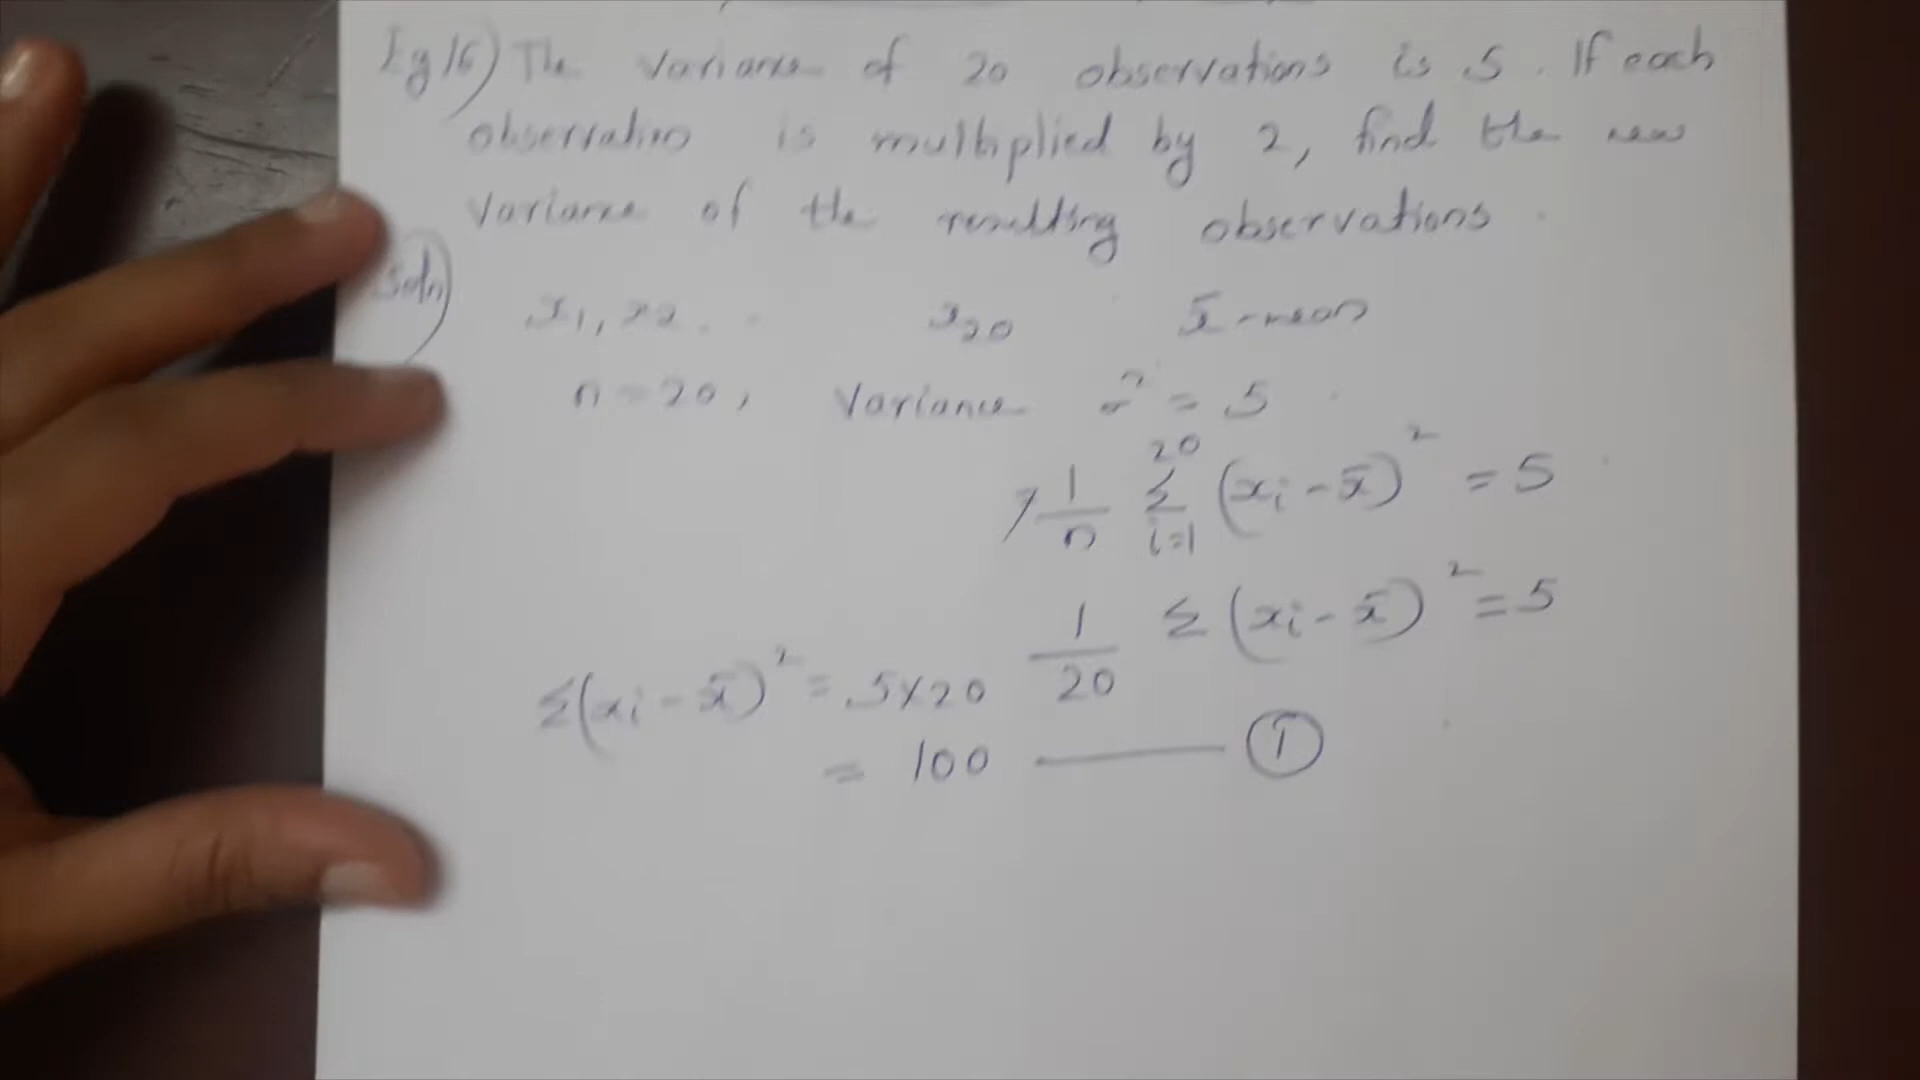 Eg 16) The variance of 20 observations is 5. If each
observation is multiplied by 2, find the new
variance of the resulting observations.
Soln)
x₁, x₂ . . x₂₀ x̄ - mean
n = 20, Variance σ² = 5
⇒ 1/n Σ_{i=1}^{20} (xi - x̄)² = 5
1/20 Σ (xi - x̄)² = 5
Σ(xi - x̄)² = 5×20
= 100 ——— ①